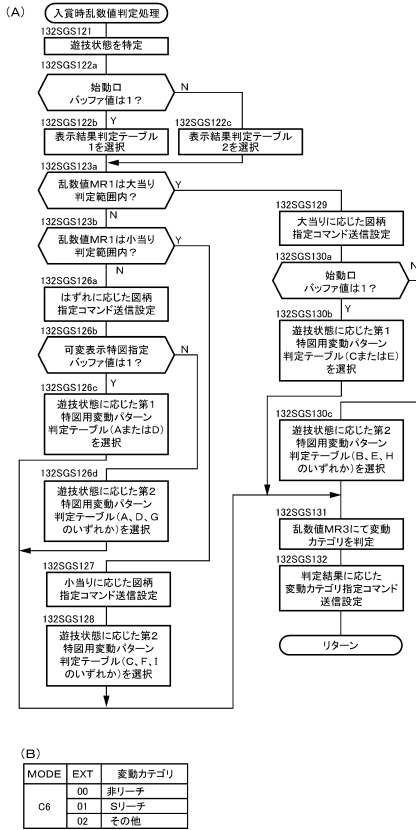 (A)
入賞時乱数値判定処理
132SGS121
遊技状態を特定
132SGS122a
始動口
バッファ値は1?
N
Y
132SGS122b
表示結果判定テーブル
1を選択
132SGS122c
表示結果判定テーブル
2を選択
132SGS123a
乱数値MR1は大当り
判定範囲内?
Y
N
132SGS123b
乱数値MR1は小当り
判定範囲内?
Y
N
132SGS126a
はずれに応じた図柄
指定コマンド送信設定
132SGS126b
可変表示特図指定
バッファ値は1?
N
Y
132SGS126c
遊技状態に応じた第1
特図用変動パターン
判定テーブル(AまたはD)
を選択
132SGS126d
遊技状態に応じた第2
特図用変動パターン
判定テーブル(A、D、G
のいずれか)を選択
132SGS127
小当りに応じた図柄
指定コマンド送信設定
132SGS128
遊技状態に応じた第2
特図用変動パターン
判定テーブル(C、F、I
のいずれか)を選択
132SGS129
大当りに応じた図柄
指定コマンド送信設定
132SGS130a
始動口
バッファ値は1?
N
Y
132SGS130b
遊技状態に応じた第1
特図用変動パターン
判定テーブル(CまたはE)
を選択
132SGS130c
遊技状態に応じた第2
特図用変動パターン
判定テーブル(B、E、H
のいずれか)を選択
132SGS131
乱数値MR3にて変動
カテゴリを判定
132SGS132
判定結果に応じた
変動カテゴリ指定コマンド
送信設定
リターン
(B)
MODE EXT 変動カテゴリ
C6 00 非リーチ
01 Sリーチ
02 その他